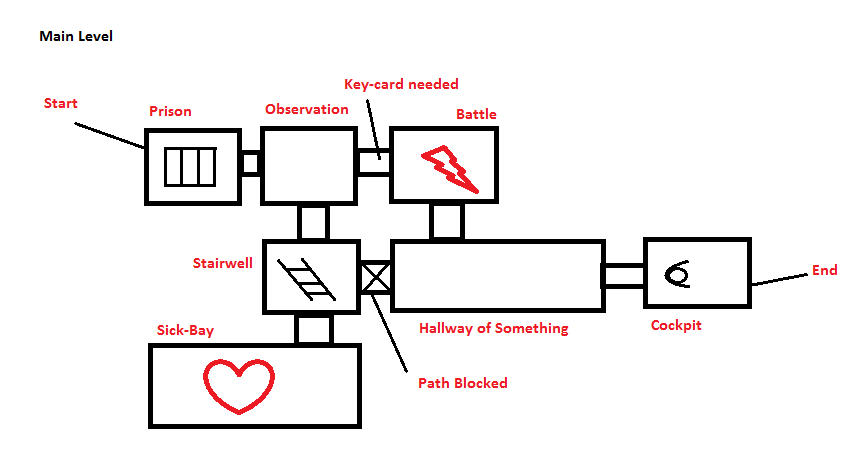 Main Level
Key-card needed
Start
Prison
Observation
Battle
Stairwell
End
Sick-Bay
Hallway of Something
Cockpit
Path Blocked